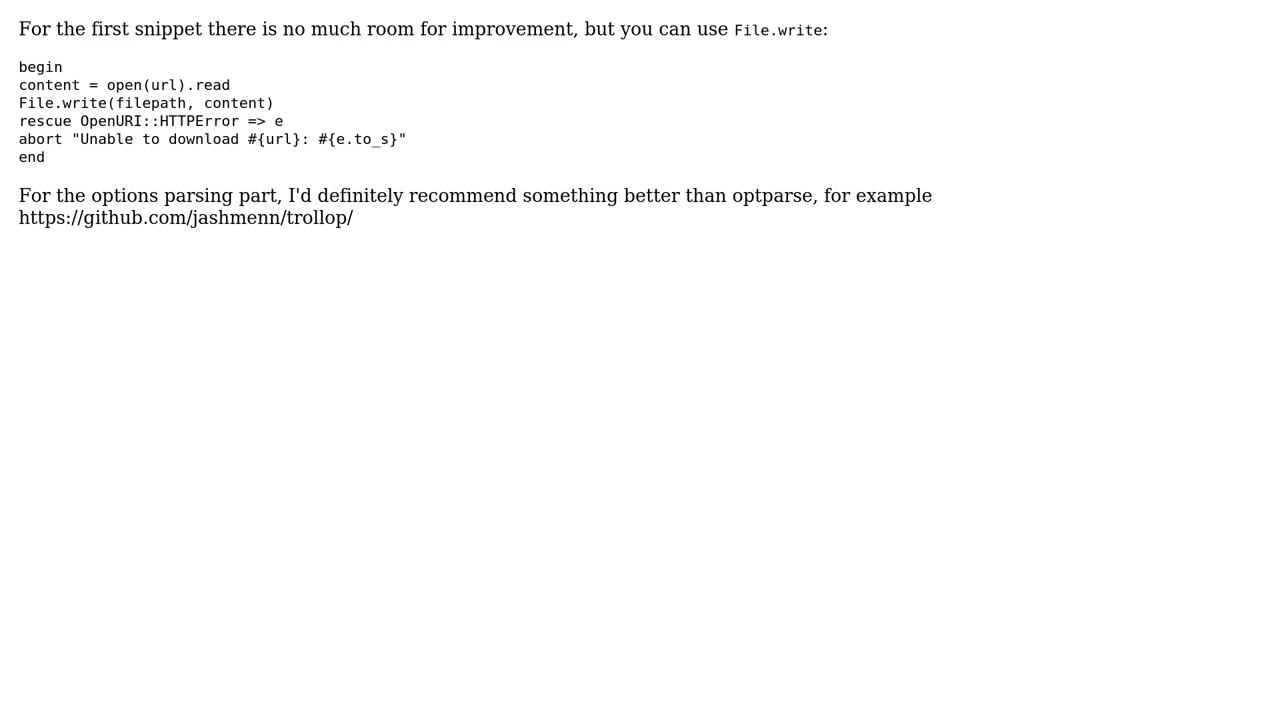 For the first snippet there is no much room for improvement, but you can use File.write:
begin
content = open(url).read
File.write(filepath, content)
rescue OpenURI::HTTPError => e
abort "Unable to download #{url}: #{e.to_s}"
end
For the options parsing part, I'd definitely recommend something better than optparse, for example
https://github.com/jashmenn/trollop/